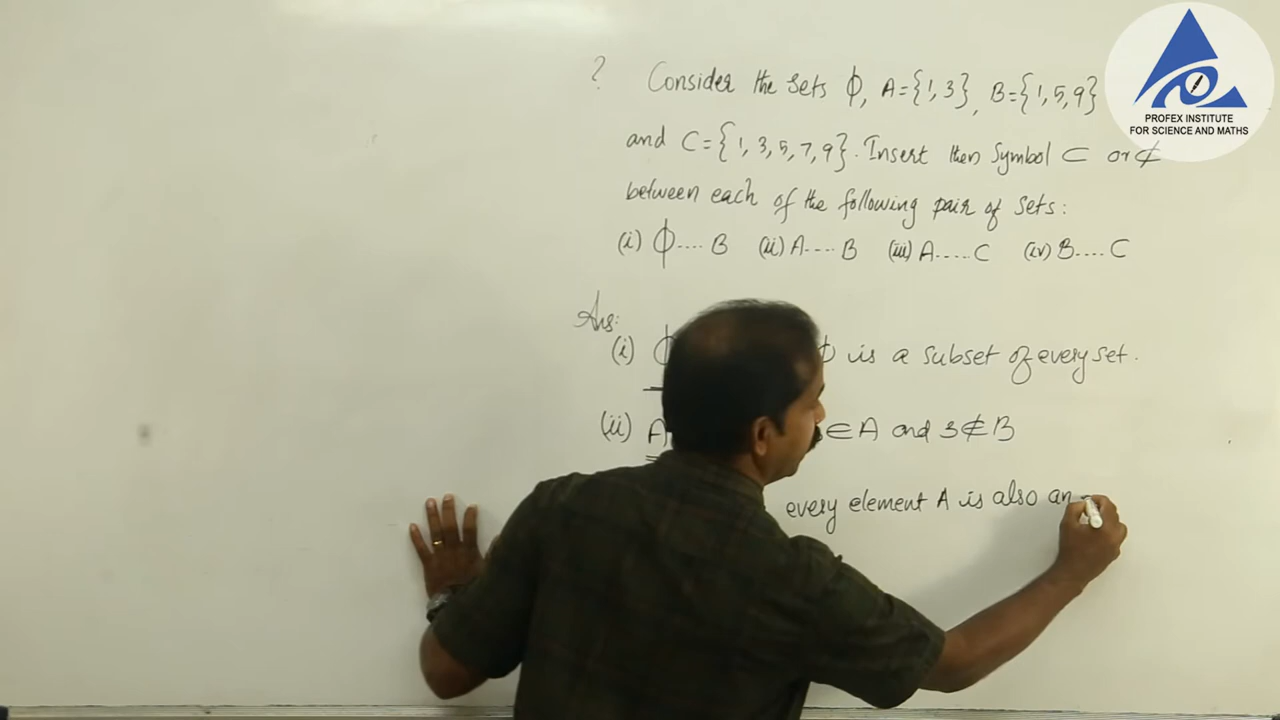 ? Consider the sets ϕ, A={1,3}, B={1,5,9}
and C={1,3,5,7,9}. Insert then symbol ⊂ or ⊄
between each of the following pair of sets:
(i) ϕ....B (ii) A....B (iii) A.....C (iv) B....C
Ans:
(i) ϕ is a subset of every set.
(ii) A ∈A and 3∉B
every element A is also an
PROFEX INSTITUTE
FOR SCIENCE AND MATHS